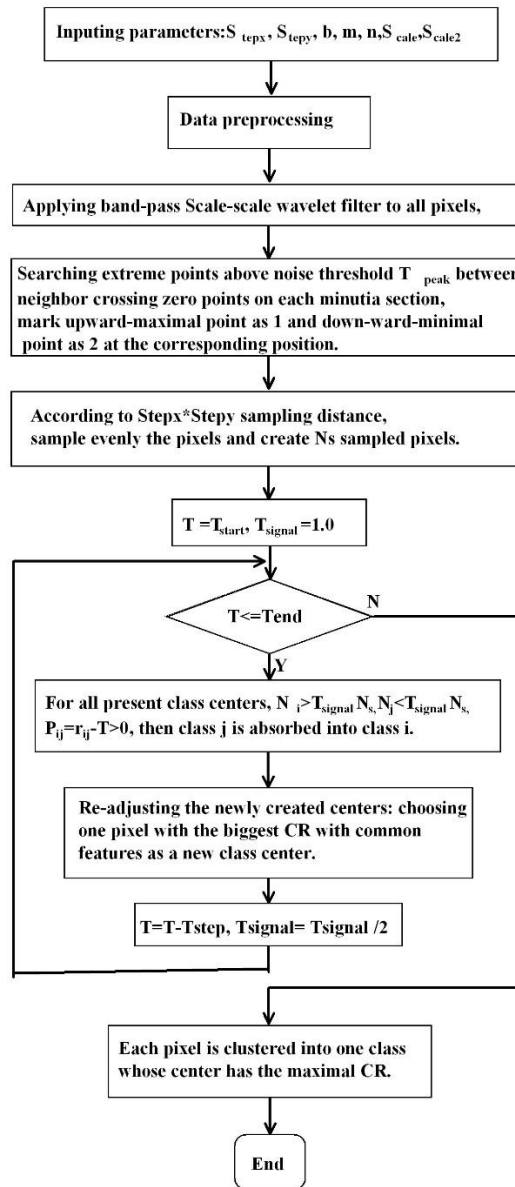 Inputing parameters:S tepx, Stepy, b, m, n,Scale,Scale2
Data preprocessing
Applying band-pass Scale-scale wavelet filter to all pixels,
Searching extreme points above noise threshold T peak between
neighbor crossing zero points on each minutia section,
mark upward-maximal point as 1 and down-ward-minimal
point as 2 at the corresponding position.
According to Stepx*Stepy sampling distance,
sample evenly the pixels and create Ns sampled pixels.
T =Tstart, Tsignal=1.0
T<=Tend
N
Y
For all present class centers, N i>Tsignal Ns,Nj<Tsignal Ns,
Pij=rij-T>0, then class j is absorbed into class i.
Re-adjusting the newly created centers: choosing
one pixel with the biggest CR with common
features as a new class center.
T=T-Tstep, Tsignal= Tsignal /2
Each pixel is clustered into one class
whose center has the maximal CR.
End